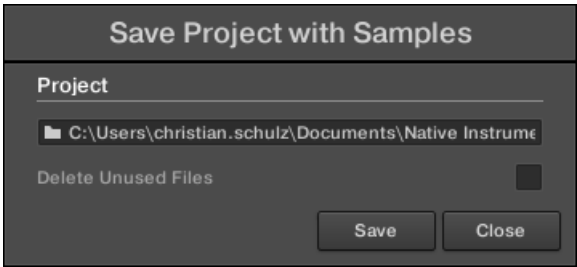 Save Project with Samples
Project
C:\Users\christian.schulz\Documents\Native Instrume
Delete Unused Files
Save
Close